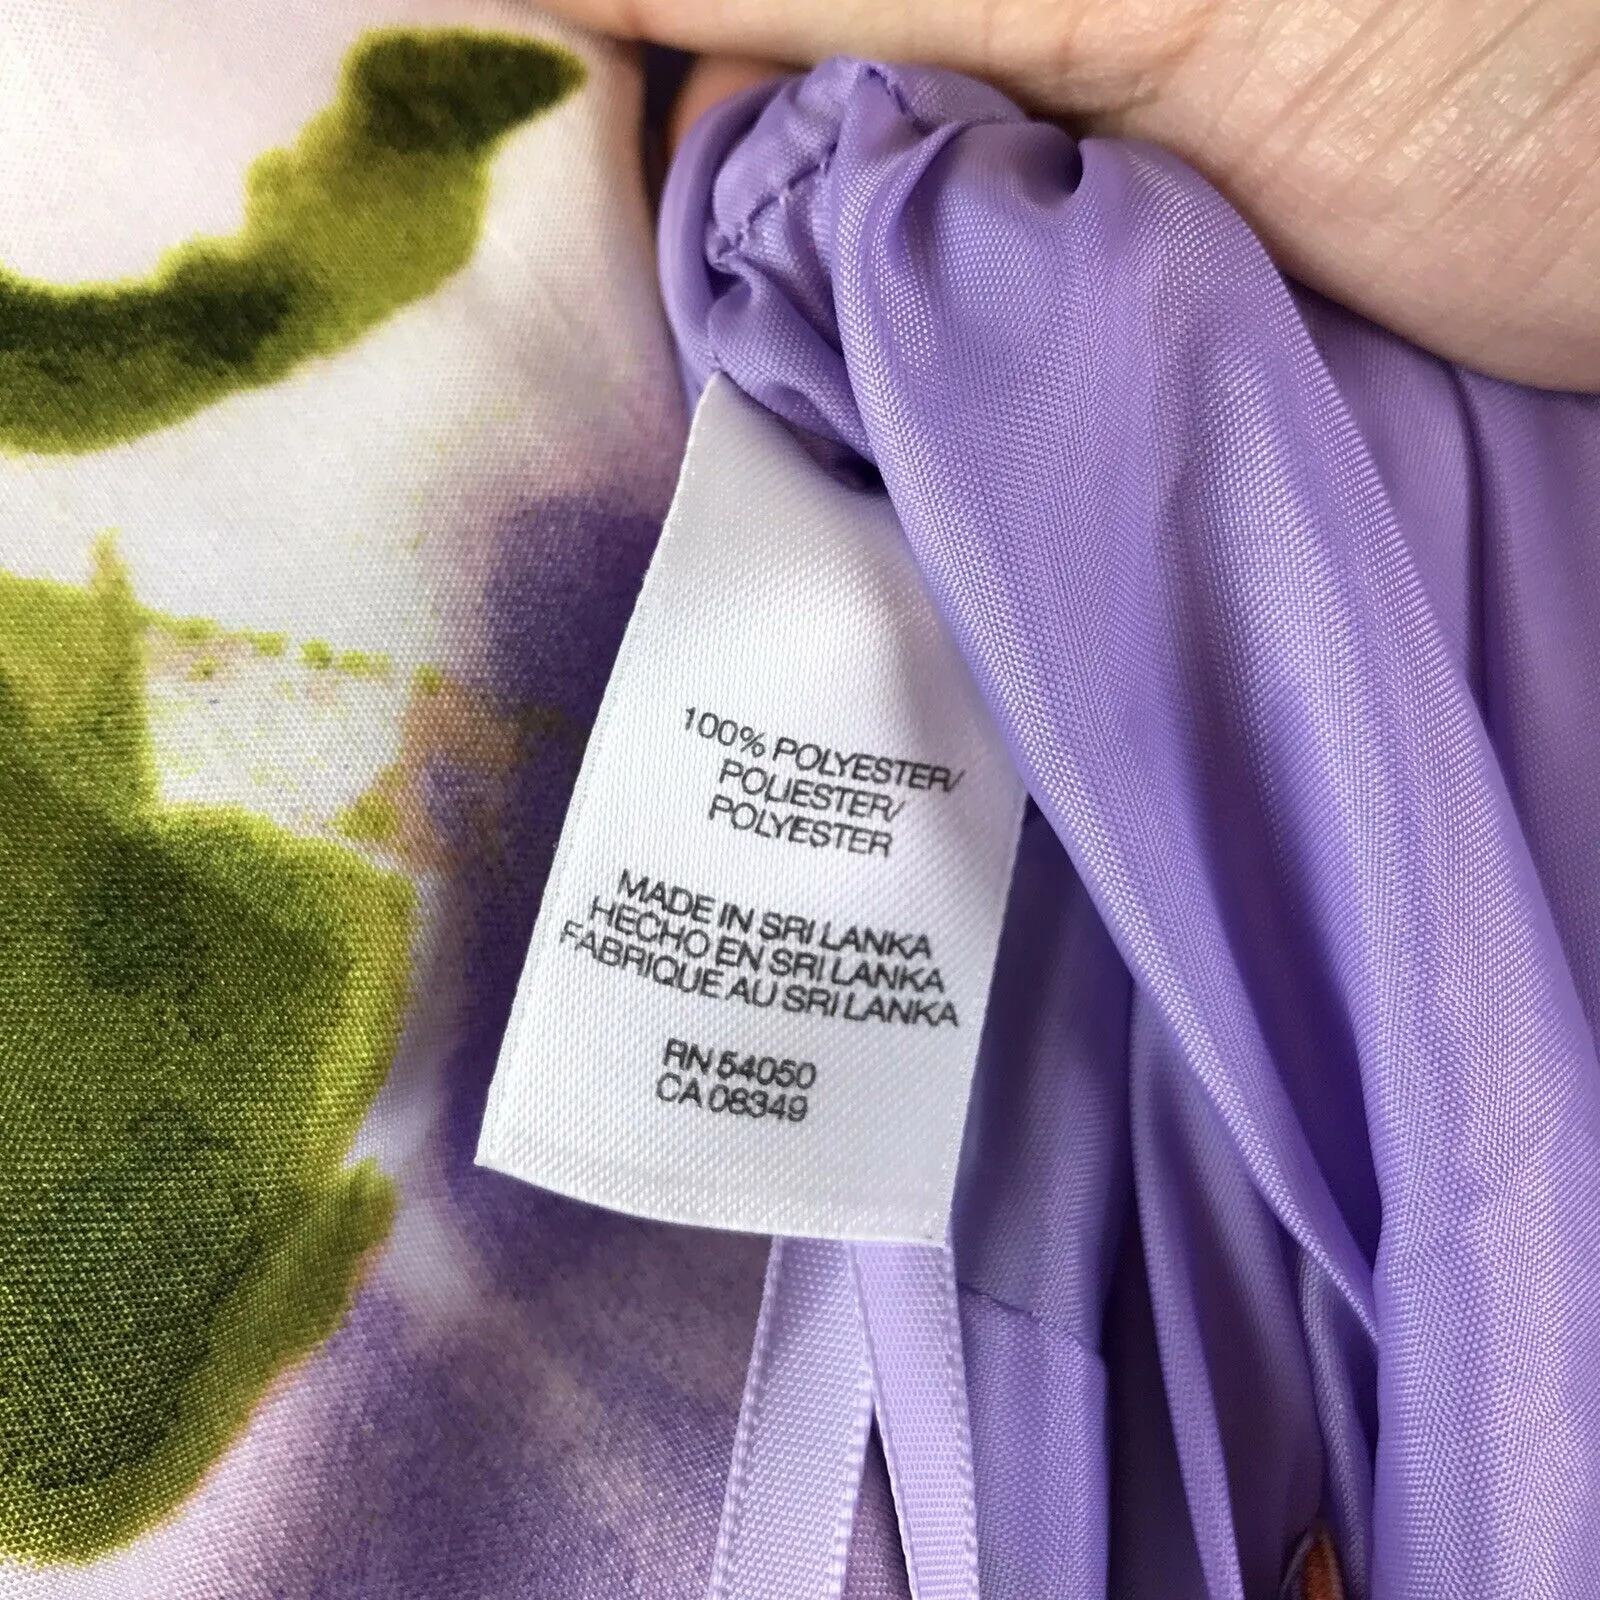 100% POLYESTER/
POLIESTER/
POLYESTER
MADE IN SRI LANKA
HECHO EN SRI LANKA
FABRIQUE AU SRI LANKA
RN 54050
CA 08349